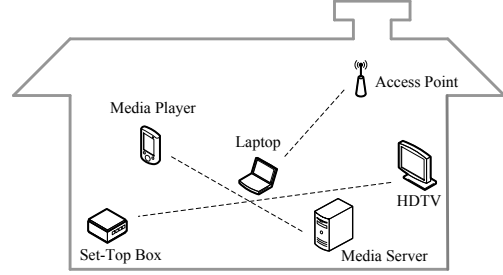 Access Point
Media Player
Laptop
HDTV
Set-Top Box
Media Server